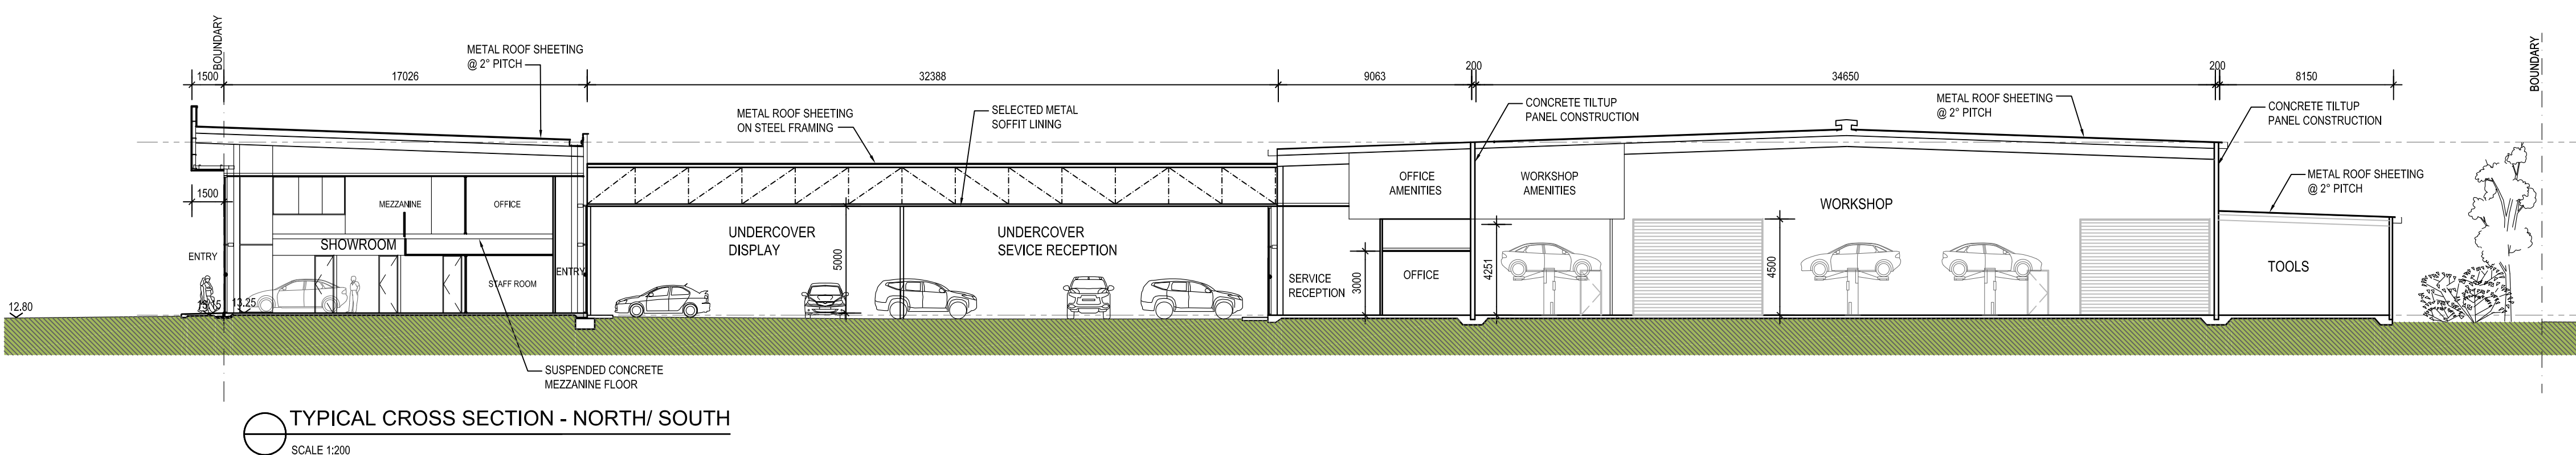 BOUNDARY
BOUNDARY
METAL ROOF SHEETING
@ 2° PITCH
1500
17026
32388
9063
200
34650
200
8150
METAL ROOF SHEETING
ON STEEL FRAMING
SELECTED METAL
SOFFIT LINING
CONCRETE TILTUP
PANEL CONSTRUCTION
METAL ROOF SHEETING
@ 2° PITCH
CONCRETE TILTUP
PANEL CONSTRUCTION
METAL ROOF SHEETING
@ 2° PITCH
1500
MEZZANINE
OFFICE
SHOWROOM
ENTRY
ENTRY
STAFF ROOM
UNDERCOVER
DISPLAY
5000
UNDERCOVER
SEVICE RECEPTION
SERVICE
RECEPTION
3000
OFFICE
AMENITIES
OFFICE
WORKSHOP
AMENITIES
4251
4500
WORKSHOP
TOOLS
12.80
13.25
SUSPENDED CONCRETE
MEZZANINE FLOOR
TYPICAL CROSS SECTION - NORTH/ SOUTH
SCALE 1:200